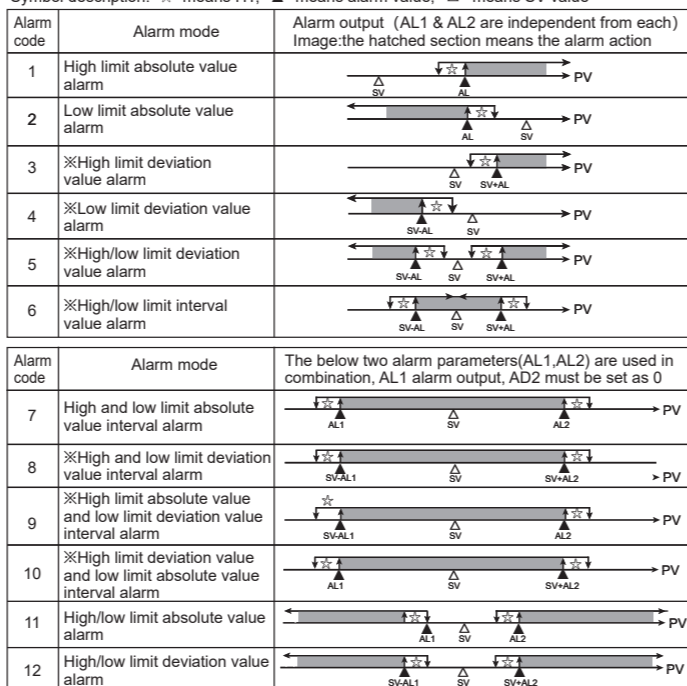 Symbol description: "☆" means HY, "▲" means alarm value, "△" means SV value
Alarm code
Alarm mode
Alarm output (AL1 & AL2 are independent from each)
Image:the hatched section means the alarm action
1
High limit absolute value alarm
SV
AL
PV
2
Low limit absolute value alarm
AL
SV
PV
3
※High limit deviation value alarm
SV
SV+AL
PV
4
※Low limit deviation value alarm
SV-AL
SV
PV
5
※High/low limit deviation value alarm
SV-AL
SV
SV+AL
PV
6
※High/low limit interval value alarm
SV-AL
SV
SV+AL
PV
Alarm code
Alarm mode
The below two alarm parameters(AL1,AL2) are used in
combination, AL1 alarm output, AD2 must be set as 0
7
High and low limit absolute value interval alarm
AL1
SV
AL2
PV
8
※High and low limit deviation value interval alarm
SV-AL1
SV
SV+AL2
PV
9
※High limit absolute value and low limit deviation value interval alarm
SV-AL1
SV
AL2
PV
10
※High limit deviation value and low limit absolute value interval alarm
AL1
SV
SV+AL2
PV
11
High/low limit absolute value alarm
AL1
SV
AL2
PV
12
High/low limit deviation value alarm
SV-AL1
SV
SV+AL2
PV